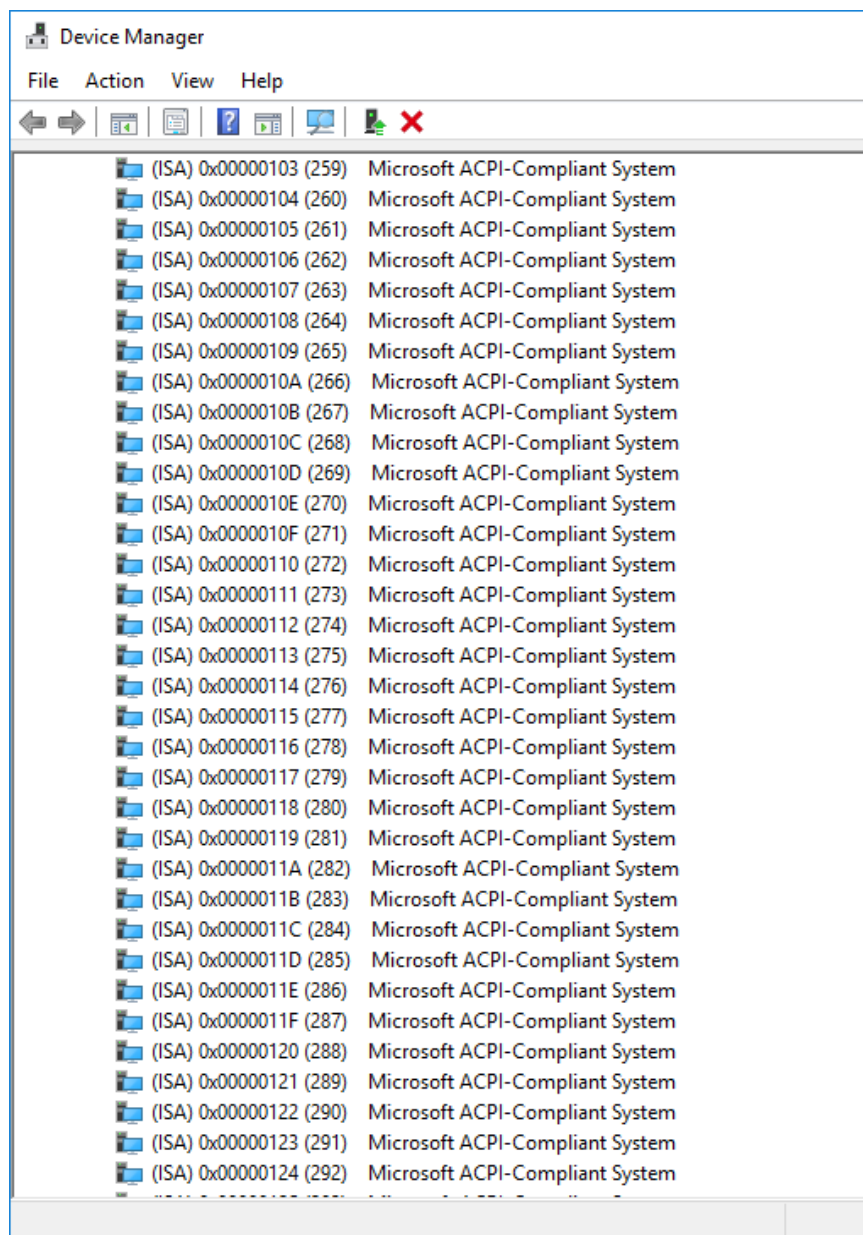 Device Manager
File Action View Help
(ISA) 0x00000103 (259) Microsoft ACPI-Compliant System
(ISA) 0x00000104 (260) Microsoft ACPI-Compliant System
(ISA) 0x00000105 (261) Microsoft ACPI-Compliant System
(ISA) 0x00000106 (262) Microsoft ACPI-Compliant System
(ISA) 0x00000107 (263) Microsoft ACPI-Compliant System
(ISA) 0x00000108 (264) Microsoft ACPI-Compliant System
(ISA) 0x00000109 (265) Microsoft ACPI-Compliant System
(ISA) 0x0000010A (266) Microsoft ACPI-Compliant System
(ISA) 0x0000010B (267) Microsoft ACPI-Compliant System
(ISA) 0x0000010C (268) Microsoft ACPI-Compliant System
(ISA) 0x0000010D (269) Microsoft ACPI-Compliant System
(ISA) 0x0000010E (270) Microsoft ACPI-Compliant System
(ISA) 0x0000010F (271) Microsoft ACPI-Compliant System
(ISA) 0x00000110 (272) Microsoft ACPI-Compliant System
(ISA) 0x00000111 (273) Microsoft ACPI-Compliant System
(ISA) 0x00000112 (274) Microsoft ACPI-Compliant System
(ISA) 0x00000113 (275) Microsoft ACPI-Compliant System
(ISA) 0x00000114 (276) Microsoft ACPI-Compliant System
(ISA) 0x00000115 (277) Microsoft ACPI-Compliant System
(ISA) 0x00000116 (278) Microsoft ACPI-Compliant System
(ISA) 0x00000117 (279) Microsoft ACPI-Compliant System
(ISA) 0x00000118 (280) Microsoft ACPI-Compliant System
(ISA) 0x00000119 (281) Microsoft ACPI-Compliant System
(ISA) 0x0000011A (282) Microsoft ACPI-Compliant System
(ISA) 0x0000011B (283) Microsoft ACPI-Compliant System
(ISA) 0x0000011C (284) Microsoft ACPI-Compliant System
(ISA) 0x0000011D (285) Microsoft ACPI-Compliant System
(ISA) 0x0000011E (286) Microsoft ACPI-Compliant System
(ISA) 0x0000011F (287) Microsoft ACPI-Compliant System
(ISA) 0x00000120 (288) Microsoft ACPI-Compliant System
(ISA) 0x00000121 (289) Microsoft ACPI-Compliant System
(ISA) 0x00000122 (290) Microsoft ACPI-Compliant System
(ISA) 0x00000123 (291) Microsoft ACPI-Compliant System
(ISA) 0x00000124 (292) Microsoft ACPI-Compliant System